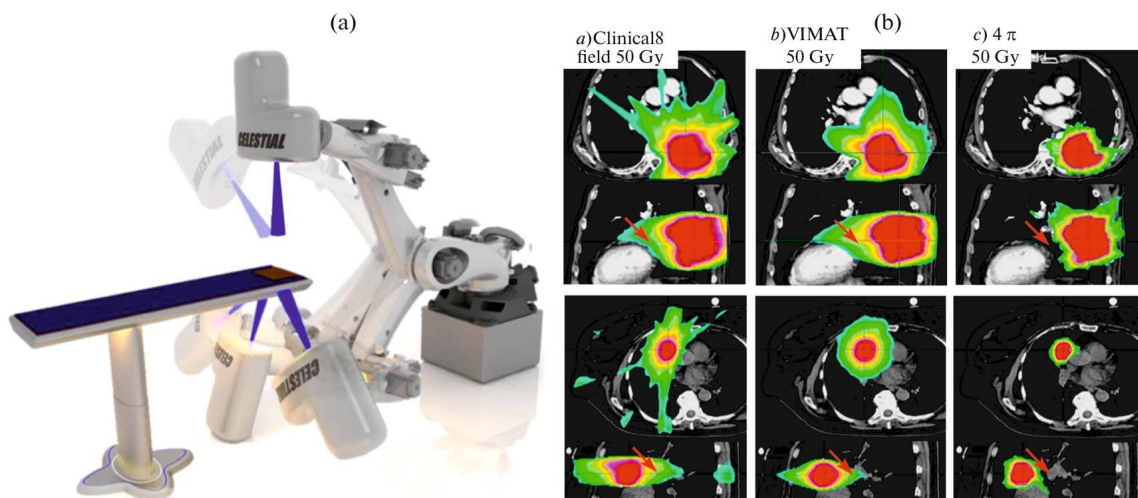 (a)
(b)
a)Clinical8
field 50 Gy
b)VIMAT
50 Gy
c) 4 π
50 Gy
CELESTIAL
CELESTIAL
CELESTIAL
CELESTIAL